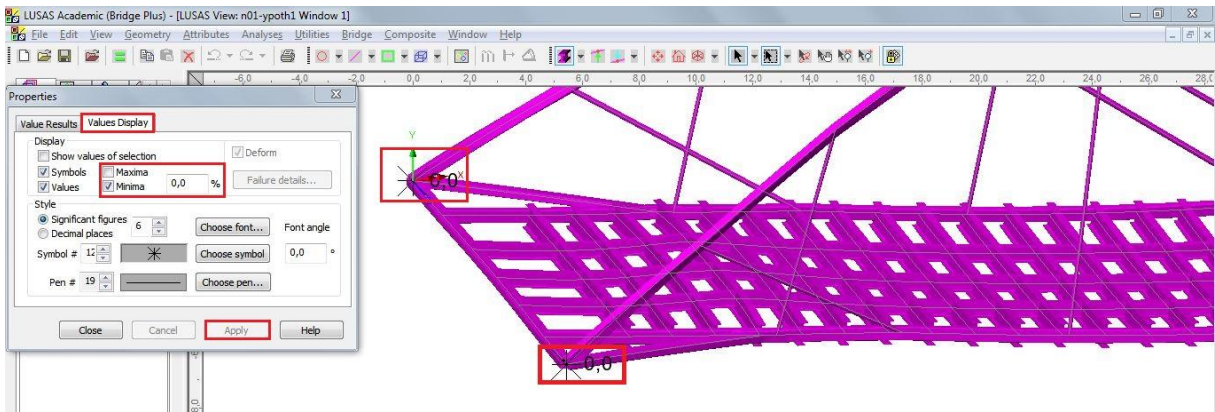 LUSAS Academic (Bridge Plus) - [LUSAS View: n01-ypoth1 Window 1]
File Edit View Geometry Attributes Analyses Utilities Bridge Composite Window Help
-6,0 -4,0 -2,0 0,0 2,0 4,0 6,0 8,0 10,0 12,0 14,0 16,0 18,0 20,0 22,0 24,0 26,0 28,0
Properties
Value Results Values Display
Display
Show values of selection
Deform
Symbols Maxima
Values Minima 0,0 %
Failure details...
Style
Significant figures 6
Decimal places
Choose font... Font angle
Symbol # 12 Choose symbol 0,0 °
Pen # 19 Choose pen...
Close Cancel Apply Help
Y
X
0,0
0,0
8,0